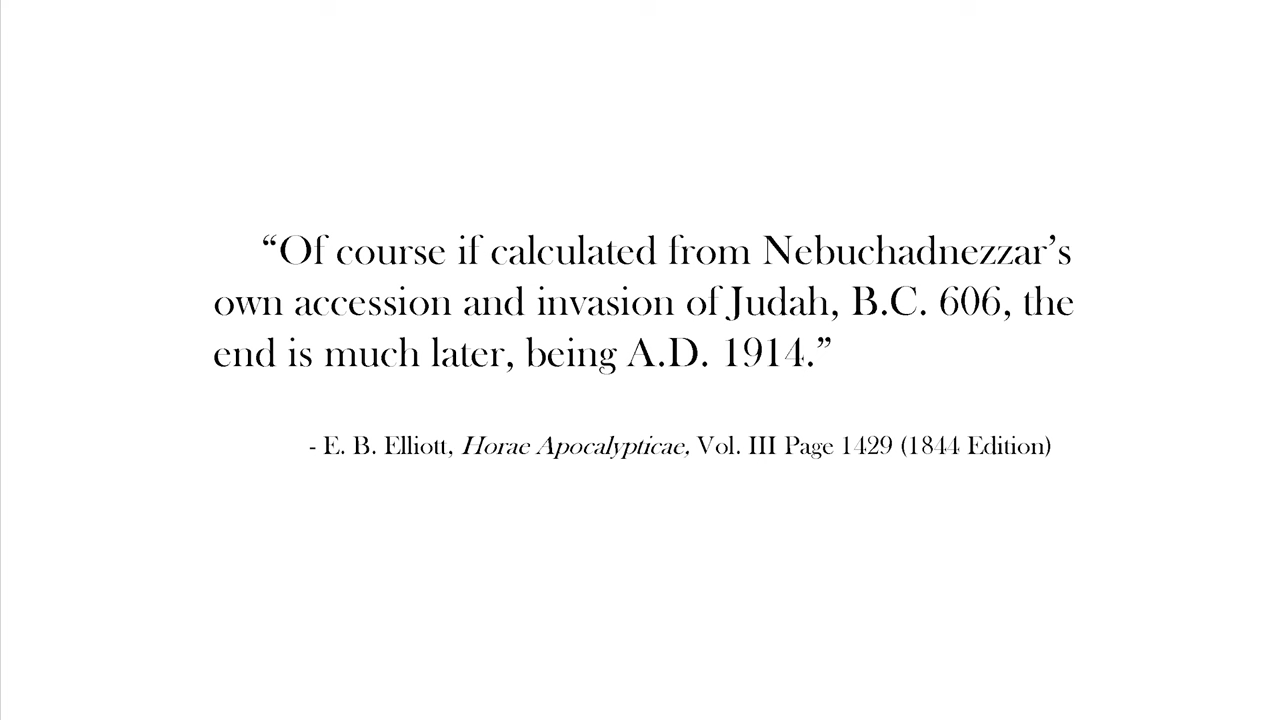 “Of course if calculated from Nebuchadnezzar’s
own accession and invasion of Judah, B.C. 606, the
end is much later, being A.D. 1914.”
- E. B. Elliott, Horae Apocalypticae, Vol. III Page 1429 (1844 Edition)